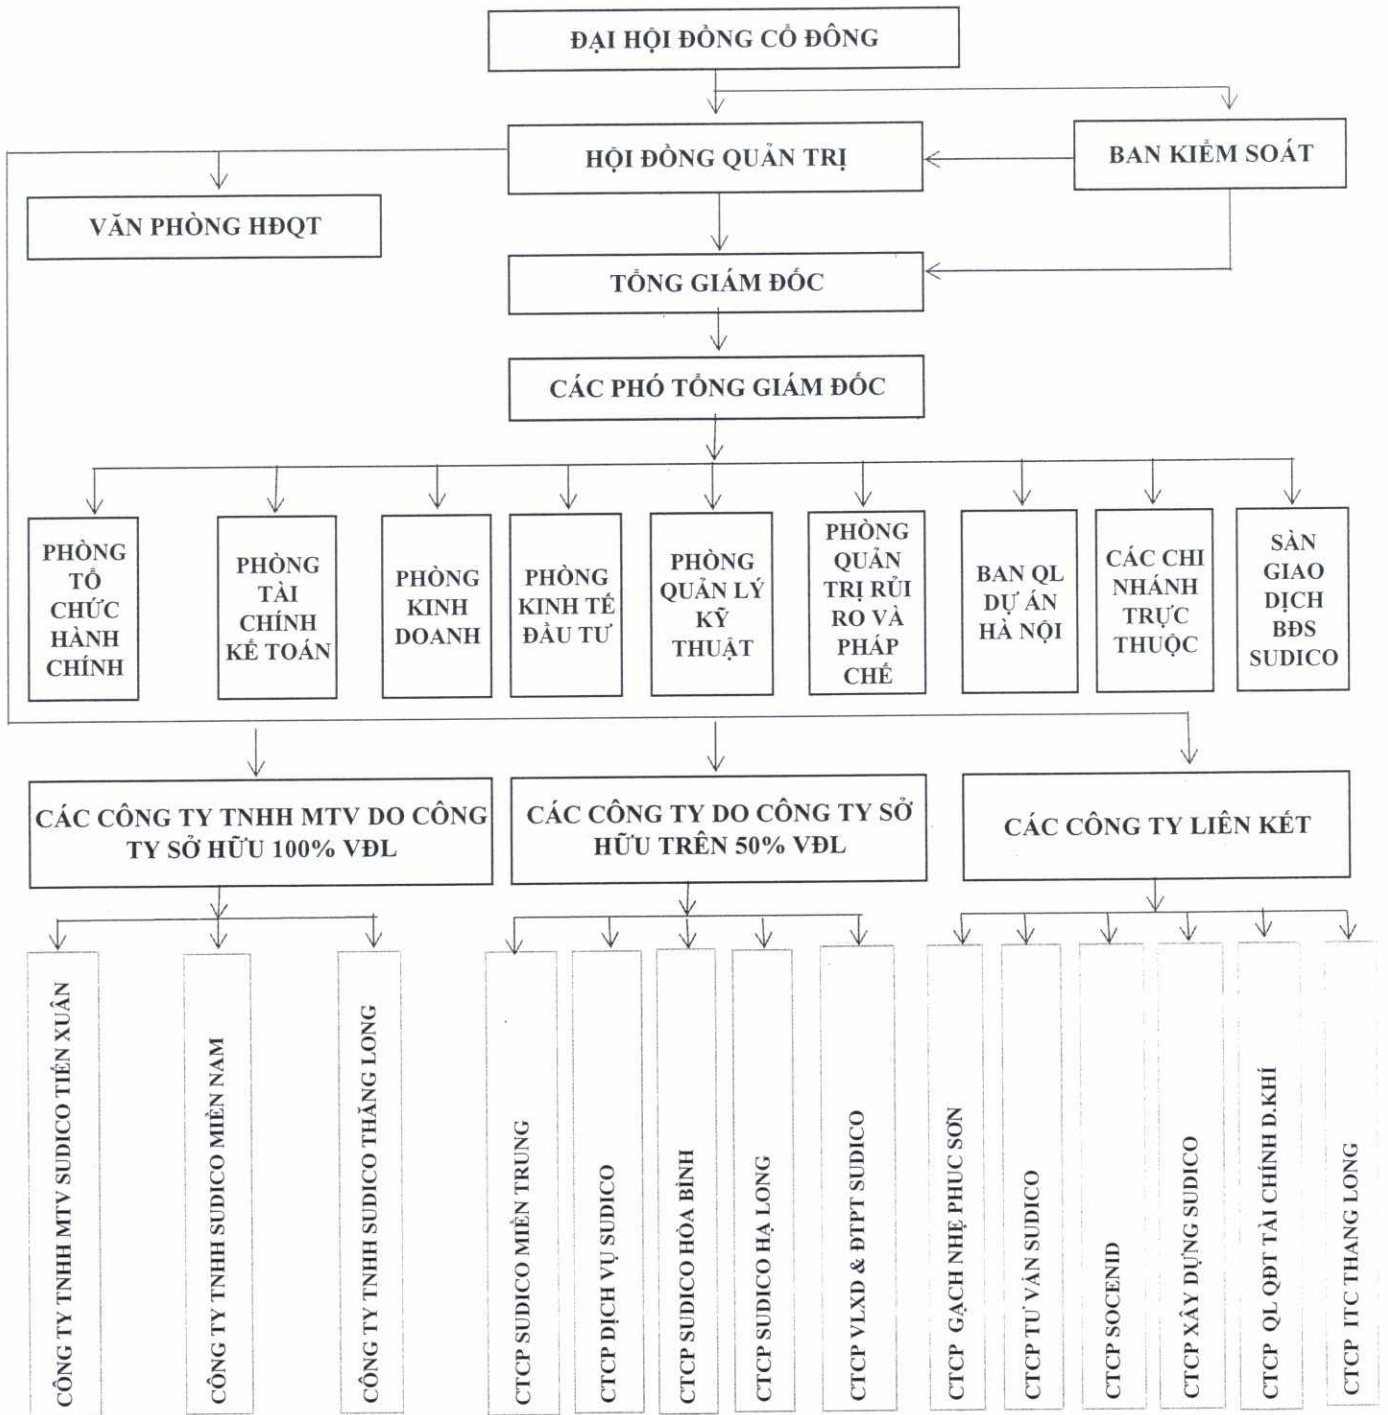 ĐẠI HỘI ĐỒNG CỔ ĐÔNG
HỘI ĐỒNG QUẢN TRỊ
BAN KIỂM SOÁT
VĂN PHÒNG HĐQT
TỔNG GIÁM ĐỐC
CÁC PHÓ TỔNG GIÁM ĐỐC
PHÒNG
TỔ
CHỨC
HÀNH
CHÍNH
PHÒNG
TÀI
CHÍNH
KẾ TOÁN
PHÒNG
KINH
DOANH
PHÒNG
KINH TẾ
ĐẦU TƯ
PHÒNG
QUẢN LÝ
KỸ
THUẬT
PHÒNG
QUẢN
TRỊ RỦI
RO VÀ
PHÁP
CHẾ
BAN QL
DỰ ÁN
HÀ NỘI
CÁC CHI
NHÁNH
TRỰC
THUỘC
SÀN
GIAO
DỊCH
BĐS
SUDICO
CÁC CÔNG TY TNHH MTV DO CÔNG
TY SỞ HỮU 100% VĐL
CÁC CÔNG TY DO CÔNG TY SỞ
HỮU TRÊN 50% VĐL
CÁC CÔNG TY LIÊN KẾT
CÔNG TY TNHH MTV SUDICO TIẾN XUÂN
CÔNG TY TNHH SUDICO MIỀN NAM
CÔNG TY TNHH SUDICO THĂNG LONG
CTCP SUDICO MIỀN TRUNG
CTCP DỊCH VỤ SUDICO
CTCP SUDICO HÒA BÌNH
CTCP SUDICO HẠ LONG
CTCP VLXD & ĐTPT SUDICO
CTCP GẠCH NHẸ PHUC SƠN
CTCP TƯ VẤN SUDICO
CTCP SOCENID
CTCP XÂY DỰNG SUDICO
CTCP QL QĐT TÀI CHÍNH D.KHÍ
CTCP ITC THANG LONG